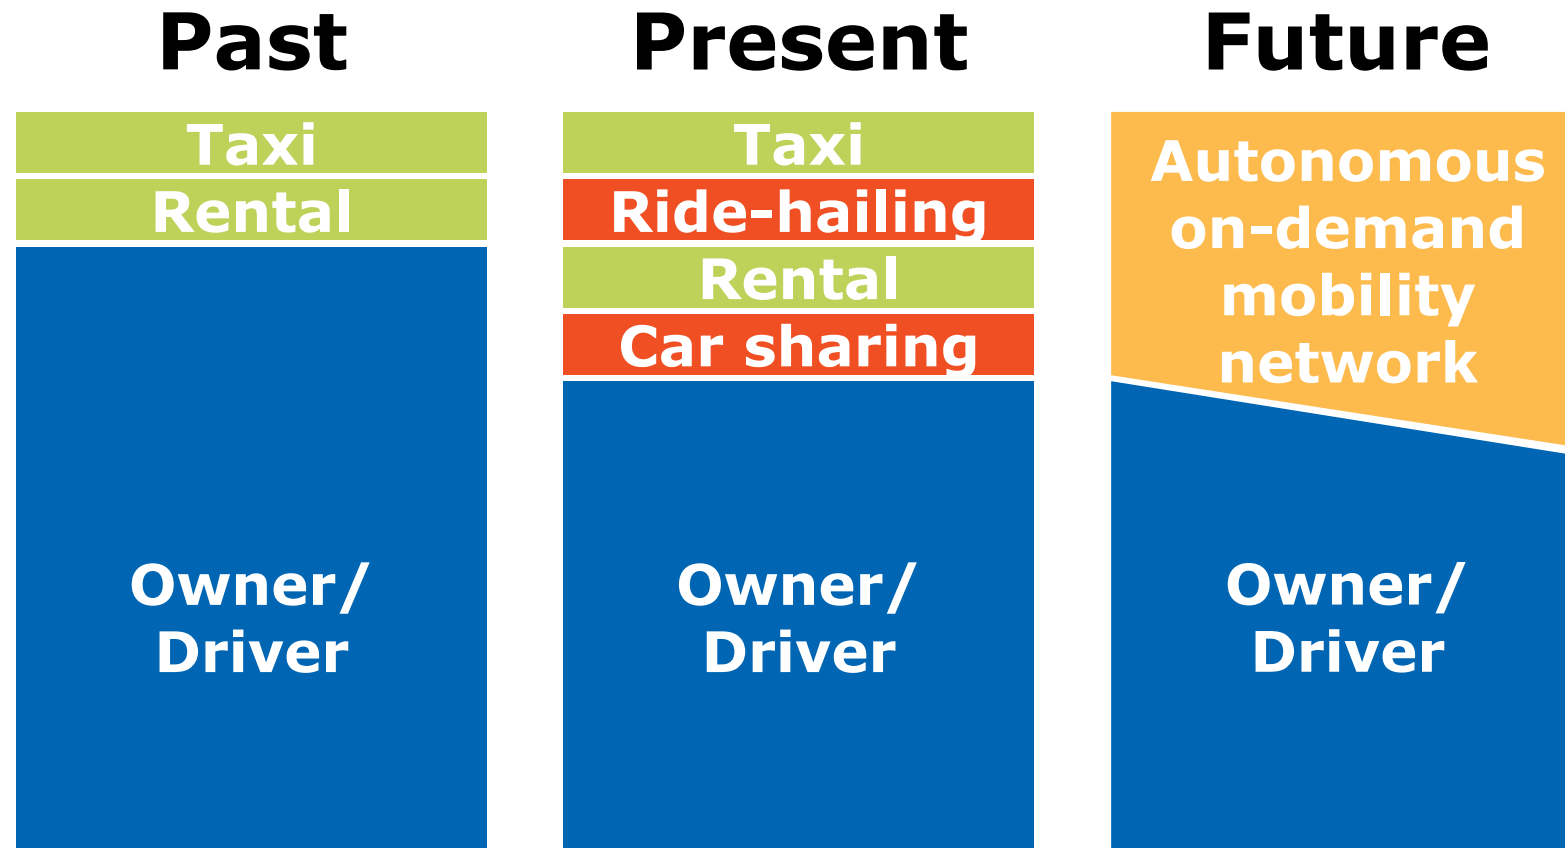 Past
Taxi
Rental
Owner/
Driver
Present
Taxi
Ride-hailing
Rental
Car sharing
Owner/
Driver
Future
Autonomous
on-demand
mobility
network
Owner/
Driver